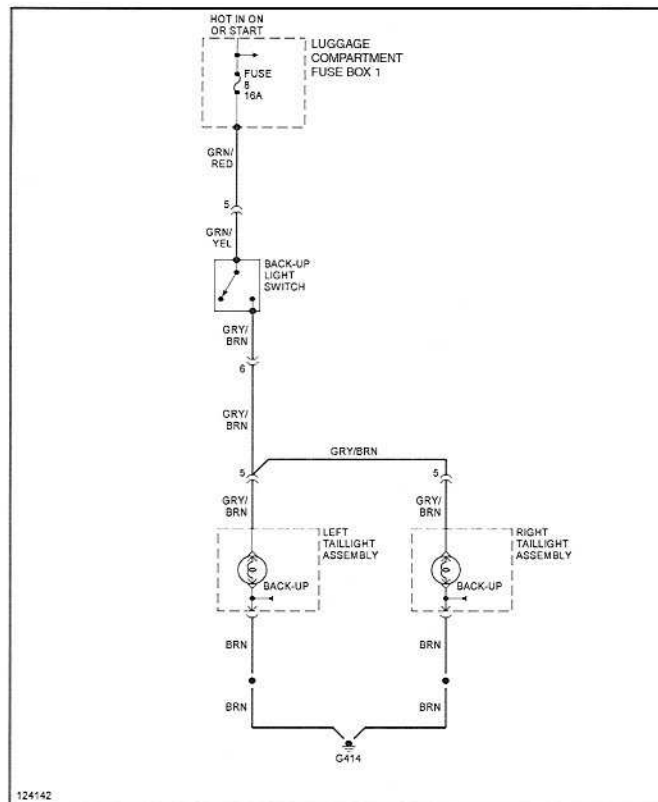 HOT IN ON
OR START
LUGGAGE
COMPARTMENT
FUSE BOX 1
FUSE
8
16A
GRN/
RED
5
GRN/
YEL
BACK-UP
LIGHT
SWITCH
GRY/
BRN
6
GRY/
BRN
GRY/BRN
5
5
GRY/
BRN
GRY/
BRN
LEFT
TAILLIGHT
ASSEMBLY
RIGHT
TAILLIGHT
ASSEMBLY
BACK-UP
BACK-UP
BRN
BRN
BRN
BRN
G414
124142